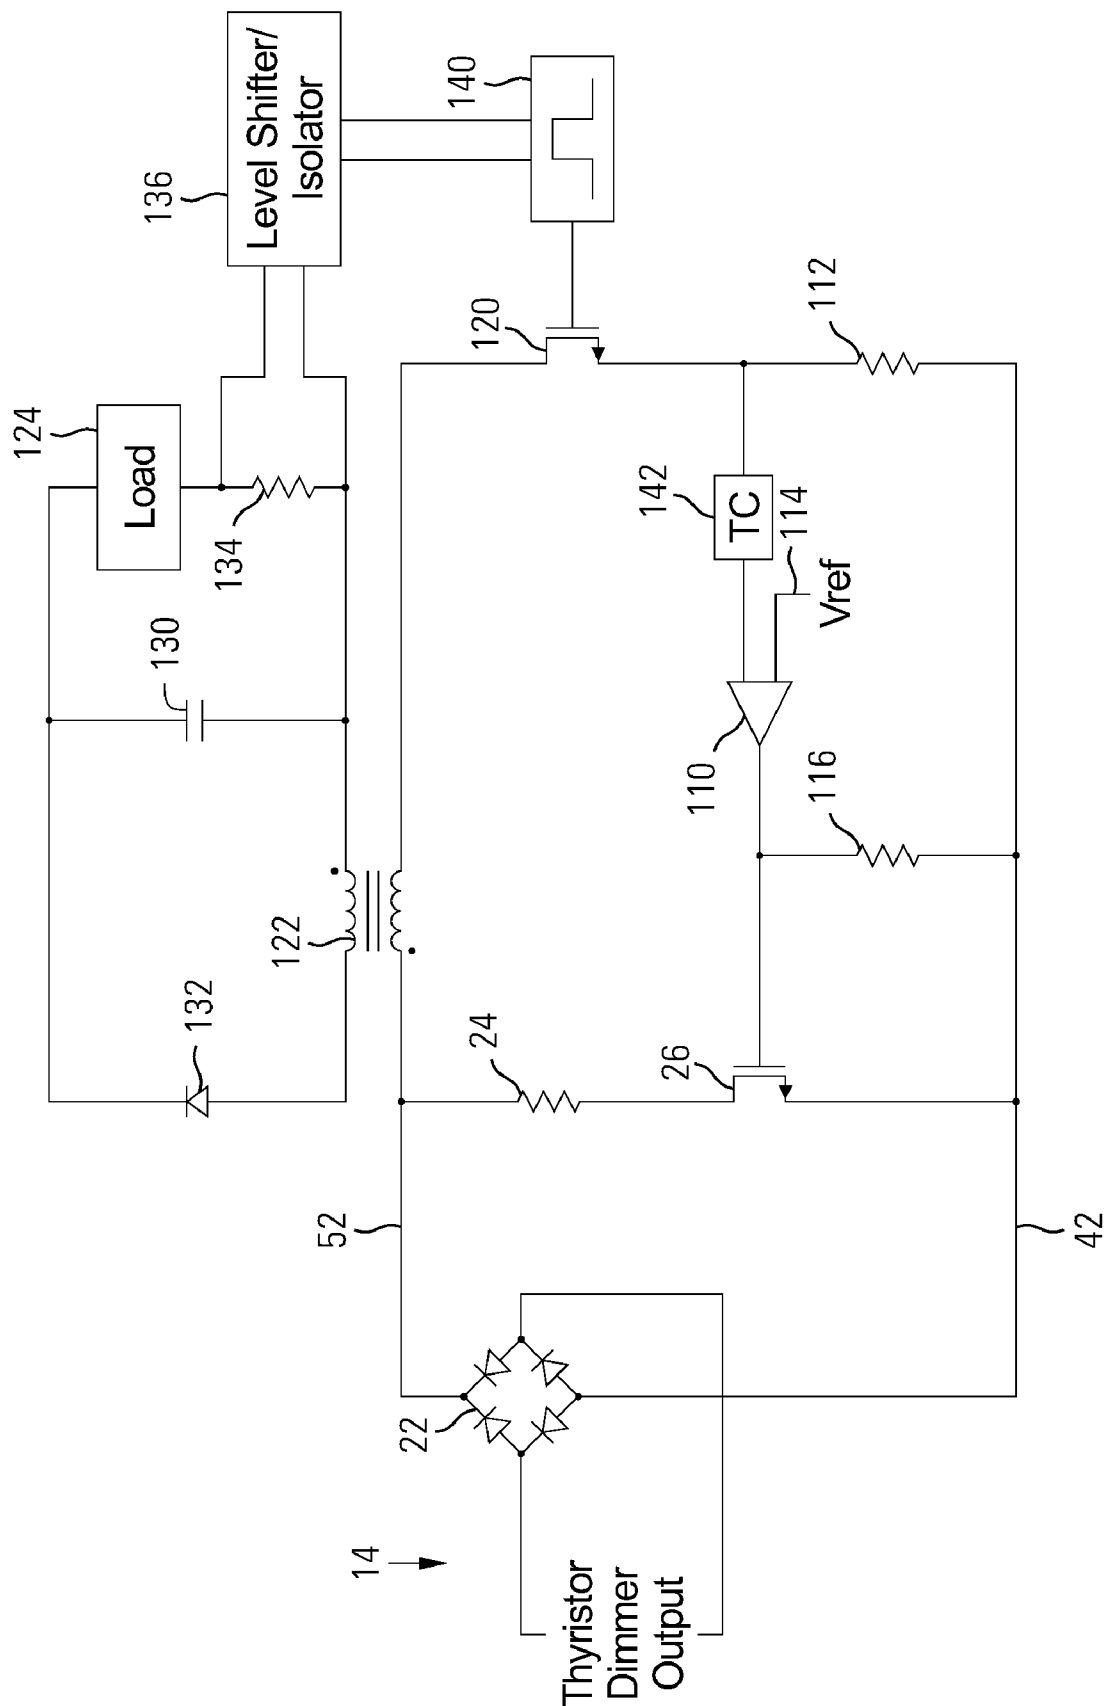 14
Thyristor
Dimmer
Output
22
52
42
24
26
132
122
130
134
124
Load
136
Level Shifter/
Isolator
140
120
112
142
TC
114
Vref
110
116